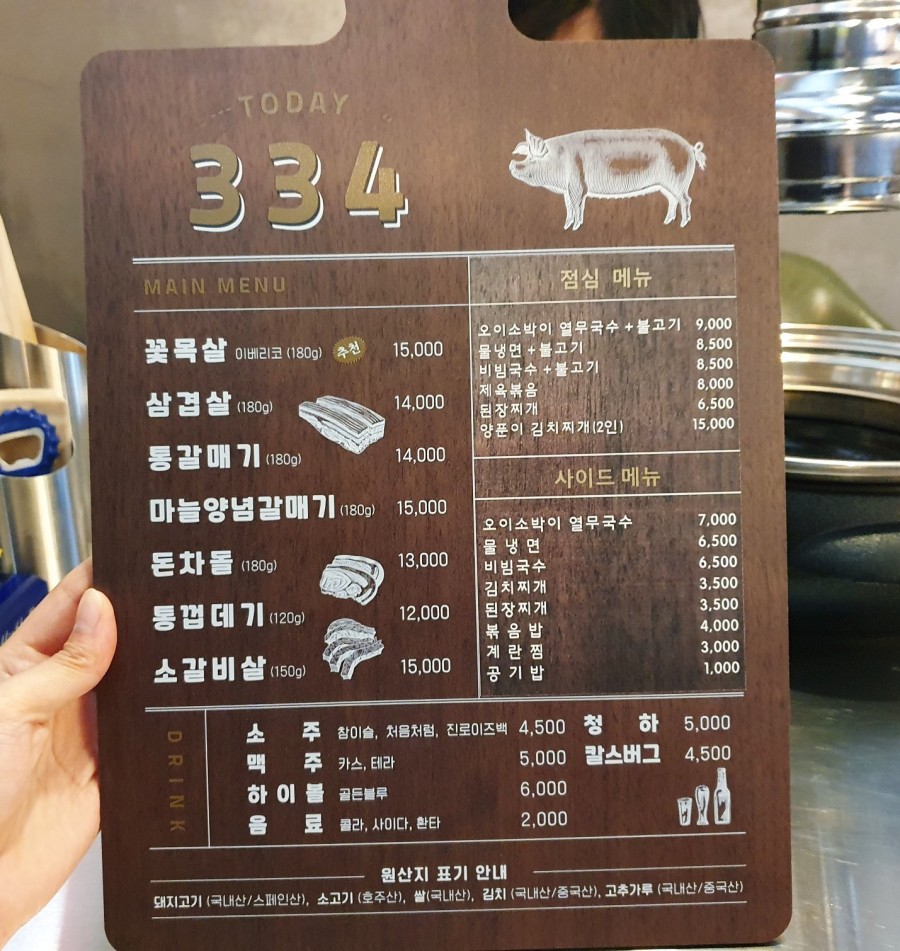 TODAY
334
MAIN MENU
꽃목살 이베리코 (180g) 추천 15,000
삼겹살 (180g) 14,000
통갈매기 (180g) 14,000
마늘양념갈매기 (180g) 15,000
돈차돌 (180g) 13,000
통껍데기 (120g) 12,000
소갈비살 (150g) 15,000
점심 메뉴
오이소박이 열무국수 + 불고기 9,000
물냉면 + 불고기 8,500
비빔국수 + 불고기 8,500
제육볶음 8,000
된장찌개 6,500
양푼이 김치찌개(2인) 15,000
사이드 메뉴
오이소박이 열무국수 7,000
물냉면 6,500
비빔국수 6,500
김치찌개 3,500
된장찌개 3,500
볶음밥 4,000
계란찜 3,000
공기밥 1,000
DRINK
소주 참이슬, 처음처럼, 진로이즈백 4,500 청하 5,000
맥주 카스, 테라 5,000 칼스버그 4,500
하이볼 골든블루 6,000
음료 콜라, 사이다, 환타 2,000
원산지 표기 안내
돼지고기 (국내산/스페인산), 소고기 (호주산), 쌀(국내산), 김치 (국내산/중국산), 고추가루 (국내산/중국산)